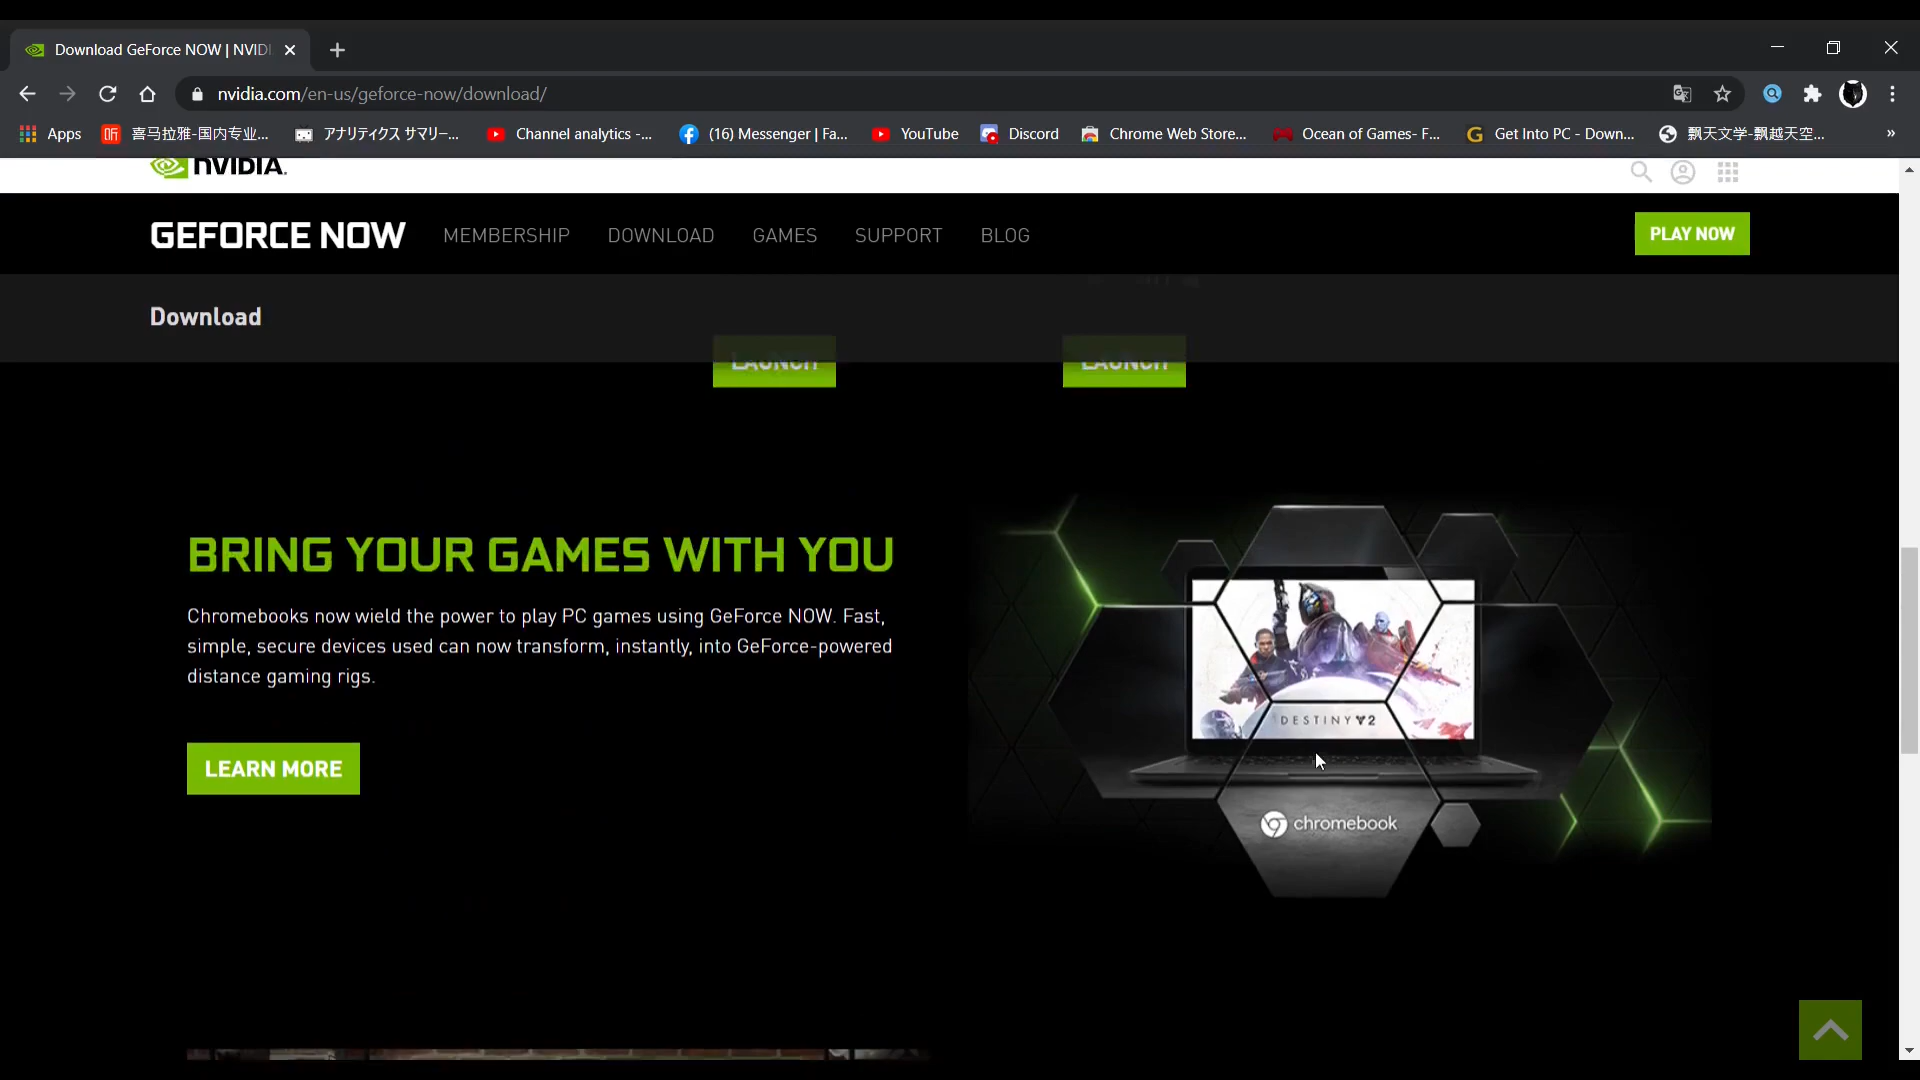 Download GeForce NOW | NVIDI
nvidia.com/en-us/geforce-now/download/
Apps
喜马拉雅-国内专业...
アナリティクス サマリー...
Channel analytics -...
(16) Messenger | Fa...
YouTube
Discord
Chrome Web Store...
Ocean of Games- F...
Get Into PC - Down...
飘天文学-飘越天空...
»
NVIDIA.
GEFORCE NOW
MEMBERSHIP
DOWNLOAD
GAMES
SUPPORT
BLOG
PLAY NOW
Download
LAUNCH
LAUNCH
BRING YOUR GAMES WITH YOU
Chromebooks now wield the power to play PC games using GeForce NOW. Fast,
simple, secure devices used can now transform, instantly, into GeForce-powered
distance gaming rigs.
LEARN MORE
DESTINY 2
chromebook